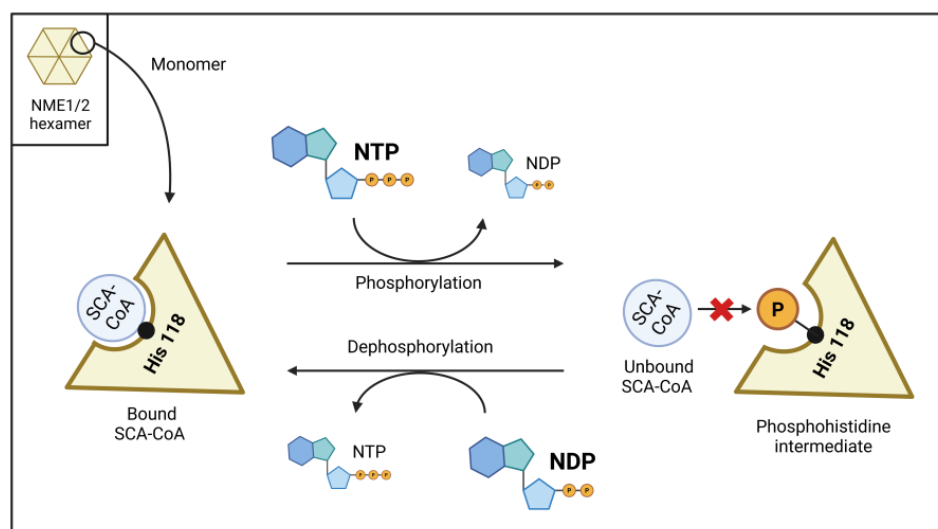 NME1/2
hexamer
Monomer
NTP
P P P
NDP
P P
Phosphorylation
SCA-
CoA
His 118
Bound
SCA-CoA
SCA-
CoA
Unbound
SCA-CoA
P
His 118
Phosphohistidine
intermediate
Dephosphorylation
NTP
P P P
NDP
P P